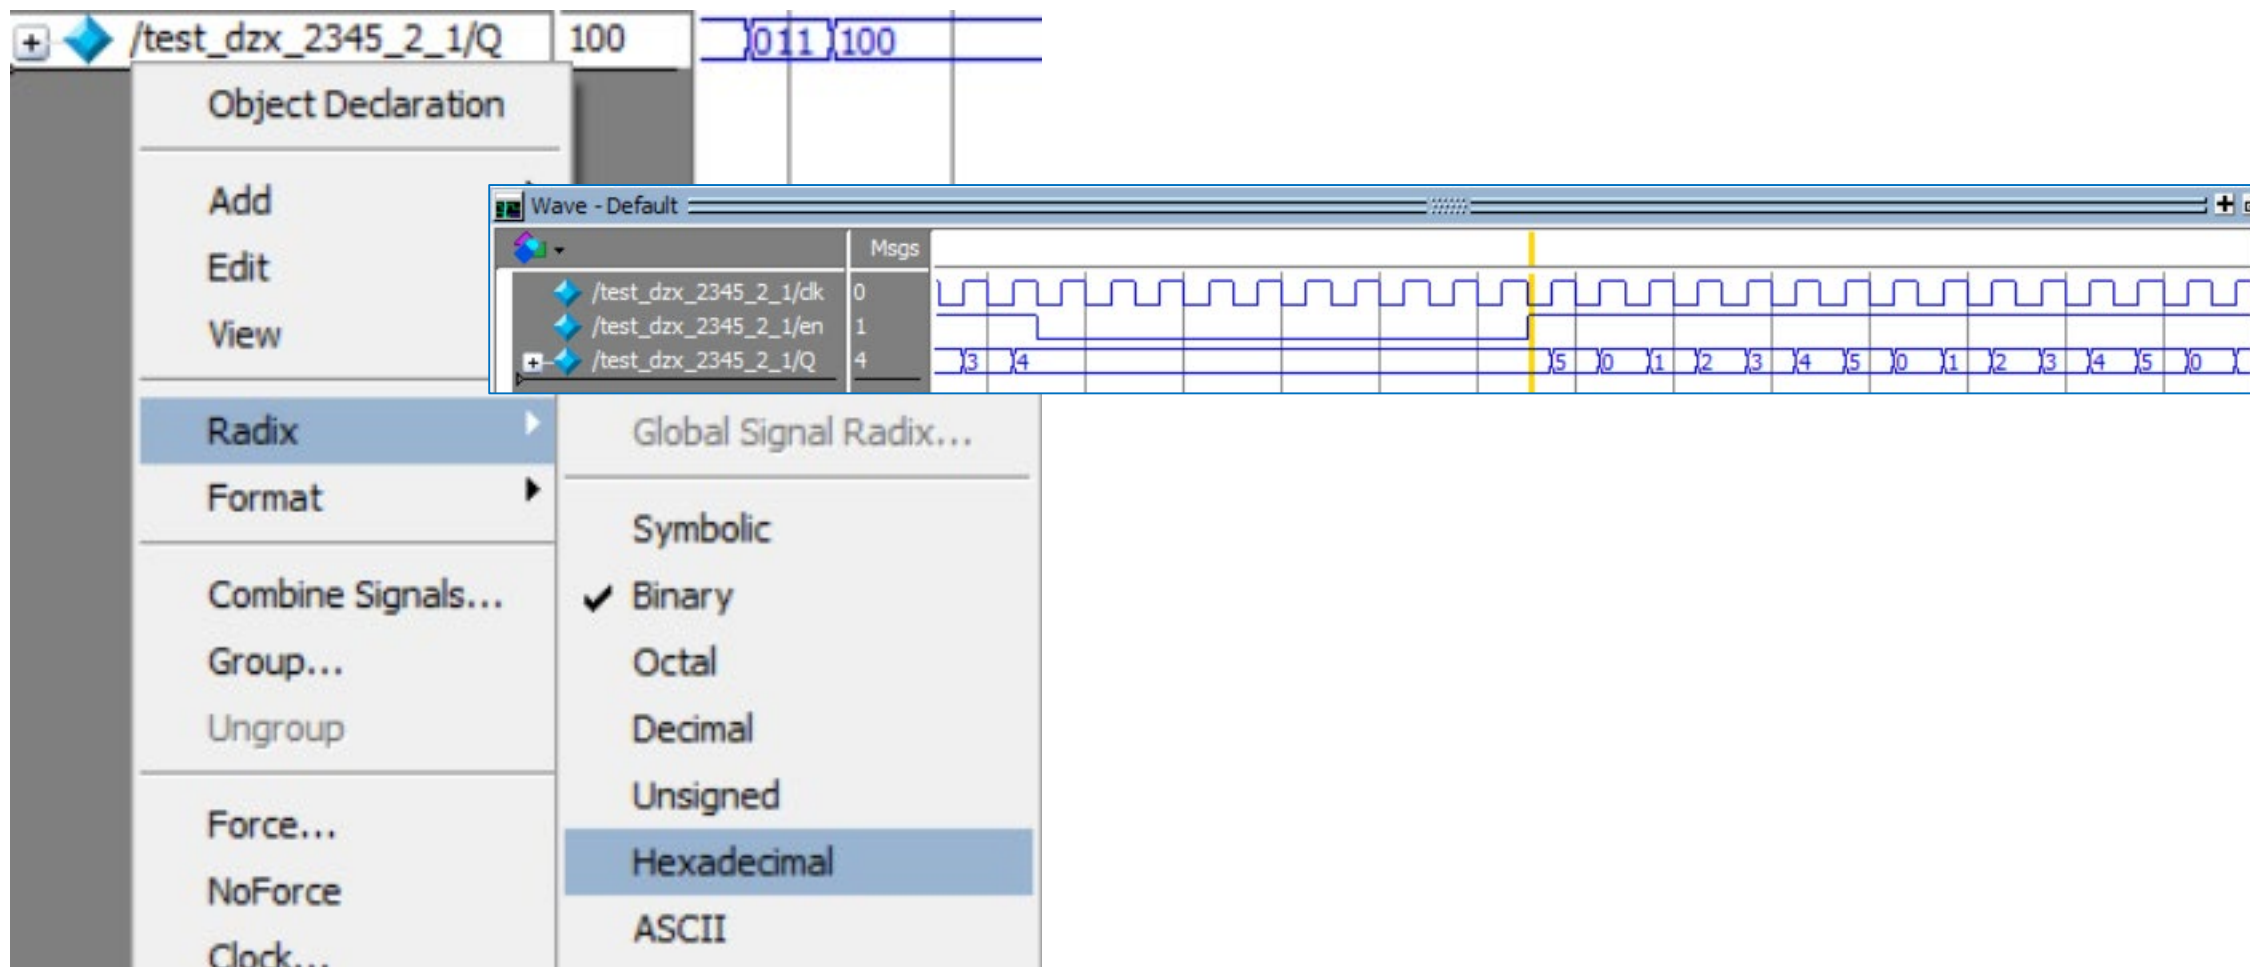 /test_dzx_2345_2_1/Q 100 011 100
Object Declaration
Add
Edit
View
Radix
Format
Combine Signals...
Group...
Ungroup
Force...
NoForce
Clock...
Wave - Default
Msgs
/test_dzx_2345_2_1/clk 0
/test_dzx_2345_2_1/en 1
/test_dzx_2345_2_1/Q 4 3 4 5 0 1 2 3 4 5 0 1 2 3 4 5 0
Global Signal Radix...
Symbolic
Binary
Octal
Decimal
Unsigned
Hexadecimal
ASCII